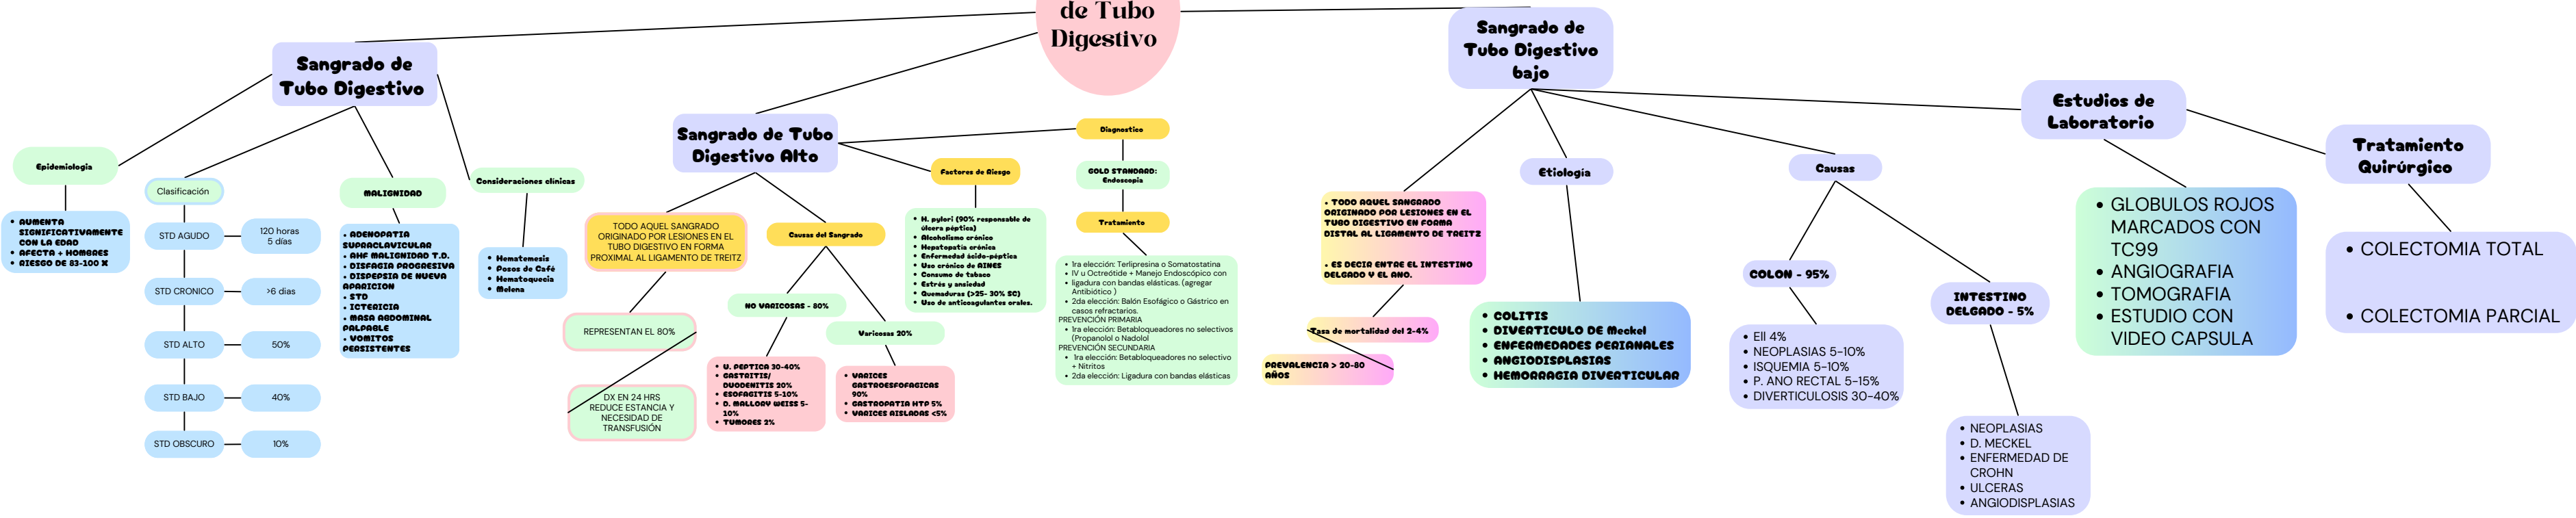 de Tubo
Digestivo
Sangrado de
Tubo Digestivo
Epidemiologia
• AUMENTA
SIGNIFICATIVAMENTE
CON LA EDAD
• AFECTA + HOMBRES
• RIESGO DE 83-100 %
Clasificación
STD AGUDO
120 horas
5 días
STD CRONICO
>6 dias
STD ALTO
50%
STD BAJO
40%
STD OBSCURO
10%
MALIGNIDAD
• ADENOPATIA
SUPRACLAVICULAR
• AHF MALIGNIDAD T.D.
• DISFAGIA PROGRESIVA
• DISPEPSIA DE NUEVA
APARICION
• STD
• ICTERICIA
• MASA ABDOMINAL
PALPABLE
• VOMITOS
PERSISTENTES
Consideraciones clínicas
• Hematemesis
• Posos de Café
• Hematoquecia
• Melena
Sangrado de Tubo
Digestivo Alto
TODO AQUEL SANGRADO
ORIGINADO POR LESIONES EN EL
TUBO DIGESTIVO EN FORMA
PROXIMAL AL LIGAMENTO DE TREITZ
REPRESENTAN EL 80%
DX EN 24 HRS
REDUCE ESTANCIA Y
NECESIDAD DE
TRANSFUSIÓN
Causas del Sangrado
NO VARICOSAS - 80%
• U. PEPTICA 30-40%
• GASTRITIS/
DUODENITIS 20%
• ESOFAGITIS 5-10%
• D. MALLORY WEISS 5-
10%
• TUMORES 2%
Varicosas 20%
• VARICES
GASTROESFOFAGICAS
90%
• GASTROPATIA HTP 5%
• VARICES AISLADAS <5%
Factores de Riesgo
• H. pylori (90% responsable de
úlcera péptica)
• Alcoholismo crónico
• Hepatopatía crónica
• Enfermedad ácido-péptica
• Uso crónico de AINES
• Consumo de tabaco
• Estrés y ansiedad
• Quemaduras (>25- 30% SC)
• Uso de anticoagulantes orales.
Diagnostico
GOLD STANDARD:
Endoscopia
Tratamiento
• 1ra elección: Terlipresina o Somatostatina
• IV u Octreótide + Manejo Endoscópico con
• ligadura con bandas elásticas. (agregar
Antibiótico )
• 2da elección: Balón Esofágico o Gástrico en
casos refractarios.
PREVENCIÓN PRIMARIA
• 1ra elección: Betabloqueadores no selectivos
(Propanolol o Nadolol
PREVENCIÓN SECUNDARIA
• 1ra elección: Betabloqueadores no selectivo
+ Nitritos
• 2da elección: Ligadura con bandas elásticas
Sangrado de
Tubo Digestivo
bajo
• TODO AQUEL SANGRADO
ORIGINADO POR LESIONES EN EL
TUBO DIGESTIVO EN FORMA
DISTAL AL LIGAMENTO DE TREITZ
• ES DECIR ENTRE EL INTESTINO
DELGADO Y EL ANO.
Tasa de mortalidad del 2-4%
PREVALENCIA > 20-80
AÑOS
Etiología
• COLITIS
• DIVERTICULO DE Meckel
• ENFERMEDADES PERIANALES
• ANGIODISPLASIAS
• HEMORRAGIA DIVERTICULAR
Causas
COLON - 95%
• EII 4%
• NEOPLASIAS 5-10%
• ISQUEMIA 5-10%
• P. ANO RECTAL 5-15%
• DIVERTICULOSIS 30-40%
INTESTINO
DELGADO - 5%
• NEOPLASIAS
• D. MECKEL
• ENFERMEDAD DE
CROHN
• ULCERAS
• ANGIODISPLASIAS
Estudios de
Laboratorio
• GLOBULOS ROJOS
MARCADOS CON
TC99
• ANGIOGRAFIA
• TOMOGRAFIA
• ESTUDIO CON
VIDEO CAPSULA
Tratamiento
Quirúrgico
• COLECTOMIA TOTAL
• COLECTOMIA PARCIAL